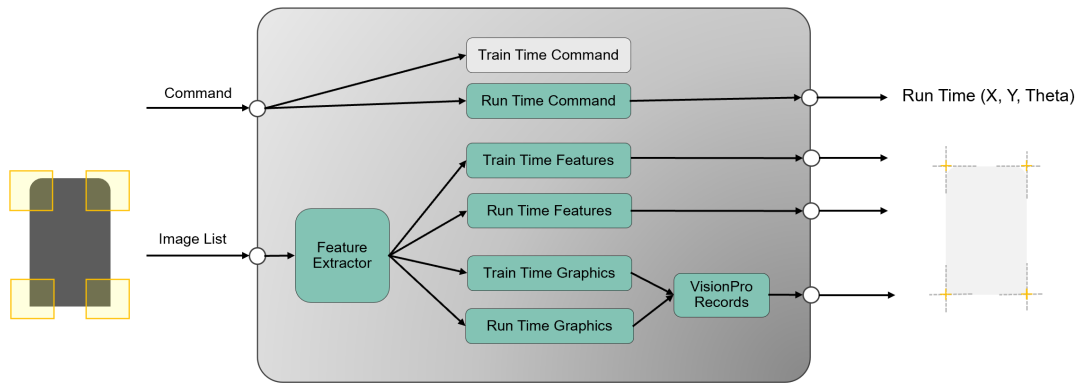 Train Time Command
Command
Run Time Command
Run Time (X, Y, Theta)
Train Time Features
Run Time Features
Image List
Feature
Extractor
Train Time Graphics
VisionPro
Records
Run Time Graphics